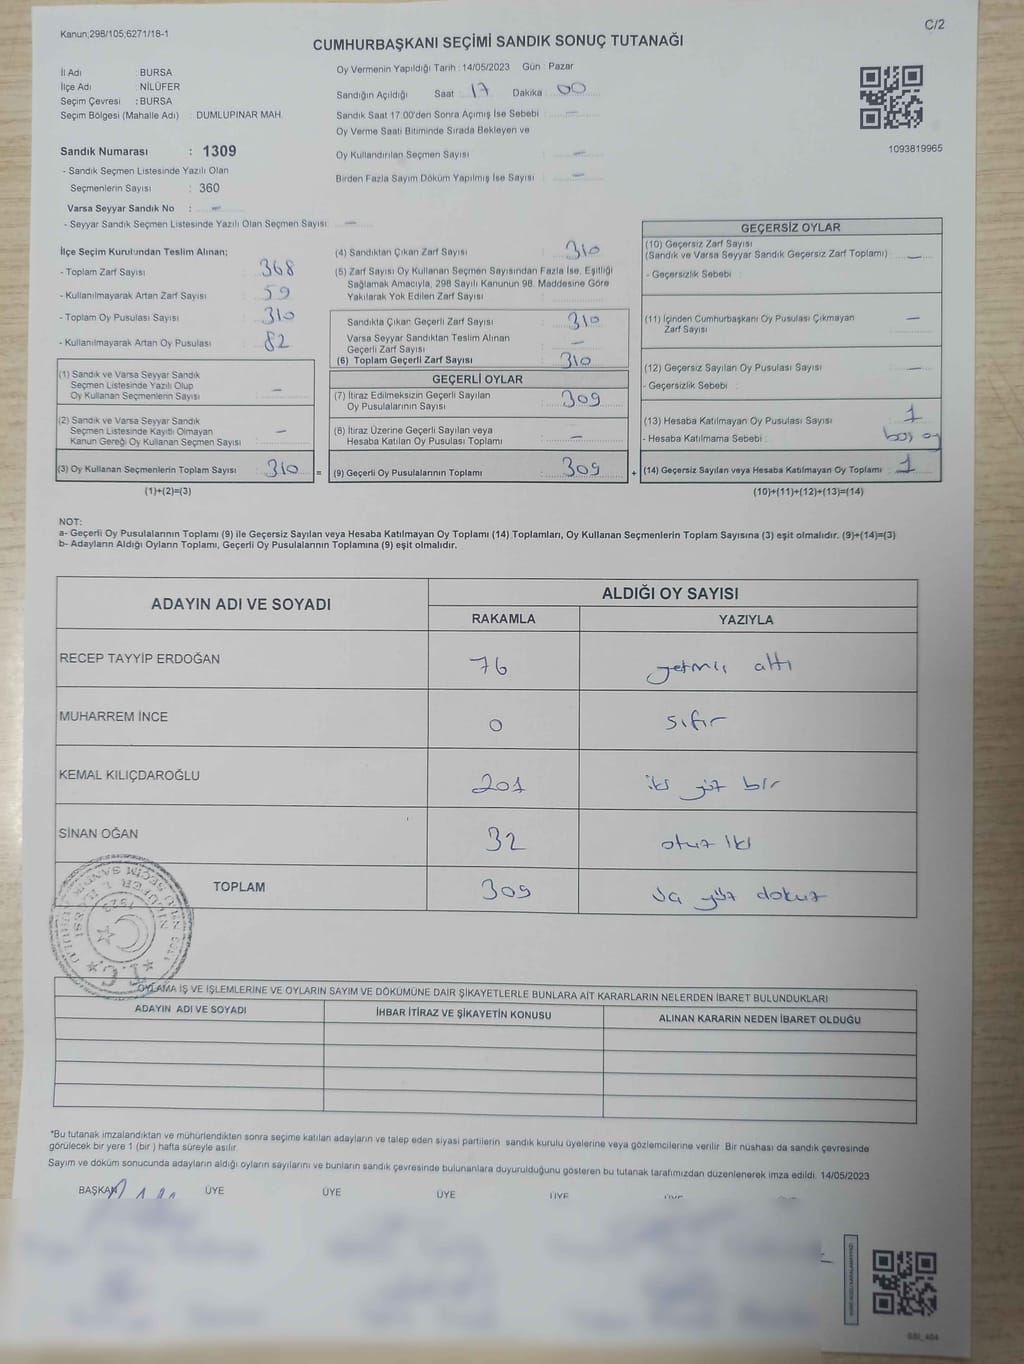 Kanun;298/105;6271/18-1
C/2
CUMHURBAŞKANI SEÇİMİ SANDIK SONUÇ TUTANAĞI
İl Adı : BURSA
İlçe Adı : NİLÜFER
Seçim Çevresi : BURSA
Seçim Bölgesi (Mahalle Adı) : DUMLUPINAR MAH.
Oy Vermenin Yapıldığı Tarih : 14/05/2023 Gün : Pazar
Sandığın Açıldığı Saat : 17 Dakika : 00
Sandık Saat 17.00'den Sonra Açımış İse Sebebi : —
Oy Verme Saati Bitiminde Sırada Bekleyen ve
Oy Kullandırılan Seçmen Sayısı : —
Birden Fazla Sayım Döküm Yapılmış İse Sayısı : —
1093819965
Sandık Numarası : 1309
- Sandık Seçmen Listesinde Yazılı Olan
Seçmenlerin Sayısı : 360
Varsa Seyyar Sandık No : —
- Seyyar Sandık Seçmen Listesinde Yazılı Olan Seçmen Sayısı : —
İlçe Seçim Kurulundan Teslim Alınan;
- Toplam Zarf Sayısı : 368
- Kullanılmayarak Artan Zarf Sayısı : 59
- Toplam Oy Pusulası Sayısı : 310
- Kullanılmayarak Artan Oy Pusulası : 82
(1) Sandık ve Varsa Seyyar Sandık
Seçmen Listesinde Yazılı Olup
Oy Kullanan Seçmenlerin Sayısı : —
(2) Sandık ve Varsa Seyyar Sandık
Seçmen Listesinde Kayıtlı Olmayan
Kanun Gereği Oy Kullanan Seçmen Sayısı : —
(3) Oy Kullanan Seçmenlerin Toplam Sayısı : 310 =
(1)+(2)=(3)
(4) Sandıktan Çıkan Zarf Sayısı : 310
(5) Zarf Sayısı Oy Kullanan Seçmen Sayısından Fazla İse, Eşitliği
Sağlamak Amacıyla, 298 Sayılı Kanunun 98. Maddesine Göre
Yakılarak Yok Edilen Zarf Sayısı :
Sandıkta Çıkan Geçerli Zarf Sayısı : 310
Varsa Seyyar Sandıktan Teslim Alınan
Geçerli Zarf Sayısı : —
(6) Toplam Geçerli Zarf Sayısı : 310
GEÇERLİ OYLAR
(7) İtiraz Edilmeksizin Geçerli Sayılan
Oy Pusulalarının Sayısı : 309
(8) İtiraz Üzerine Geçerli Sayılan veya
Hesaba Katılan Oy Pusulası Toplamı : —
(9) Geçerli Oy Pusulalarının Toplamı : 309 +
GEÇERSİZ OYLAR
(10) Geçersiz Zarf Sayısı
(Sandık ve Varsa Seyyar Sandık Geçersiz Zarf Toplamı) : —
- Geçersizlik Sebebi :
(11) İçinden Cumhurbaşkanı Oy Pusulası Çıkmayan
Zarf Sayısı : —
(12) Geçersiz Sayılan Oy Pusulası Sayısı : —
- Geçersizlik Sebebi :
(13) Hesaba Katılmayan Oy Pusulası Sayısı : 1
- Hesaba Katılmama Sebebi : boş oy
(14) Geçersiz Sayılan veya Hesaba Katılmayan Oy Toplamı : 1
(10)+(11)+(12)+(13)=(14)
NOT:
a- Geçerli Oy Pusulalarının Toplamı (9) ile Geçersiz Sayılan veya Hesaba Katılmayan Oy Toplamı (14) Toplamları, Oy Kullanan Seçmenlerin Toplam Sayısına (3) eşit olmalıdır. (9)+(14)=(3)
b- Adayların Aldığı Oyların Toplamı, Geçerli Oy Pusulalarının Toplamına (9) eşit olmalıdır.
ADAYIN ADI VE SOYADI
ALDIĞI OY SAYISI
RAKAMLA YAZIYLA
RECEP TAYYİP ERDOĞAN 76 yetmiş altı
MUHARREM İNCE 0 sıfır
KEMAL KILIÇDAROĞLU 201 iki yüz bir
SİNAN OĞAN 32 otuz iki
TOPLAM 309 üç yüz dokuz
T.C.
1923
OYLAMA İŞ VE İŞLEMLERİNE VE OYLARIN SAYIM VE DÖKÜMÜNE DAİR ŞİKAYETLERLE BUNLARA AİT KARARLARIN NELERDEN İBARET BULUNDUKLARI
ADAYIN ADI VE SOYADI İHBAR İTİRAZ VE ŞİKAYETİN KONUSU ALINAN KARARIN NEDEN İBARET OLDUĞU
*Bu tutanak imzalandıktan ve mühürlendikten sonra seçime katılan adayların ve talep eden siyasi partilerin sandık kurulu üyelerine veya gözlemcilerine verilir. Bir nüshası da sandık çevresinde
görülecek bir yere 1 (bir) hafta süreyle asılır.
Sayım ve döküm sonucunda adayların aldığı oyların sayılarını ve bunların sandık çevresinde bulunanlara duyurulduğunu gösteren bu tutanak tarafımızdan düzenlenerek imza edildi. 14/05/2023
BAŞKAN ÜYE ÜYE ÜYE ÜYE ÜYE